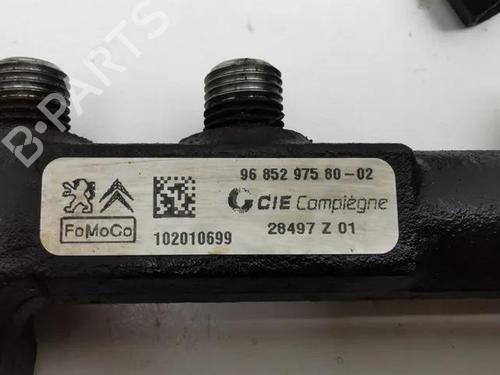 96 852 975 80-02
CIE Compiègne
FoMoCo
102010699
28497 Z 01
B-PARTS